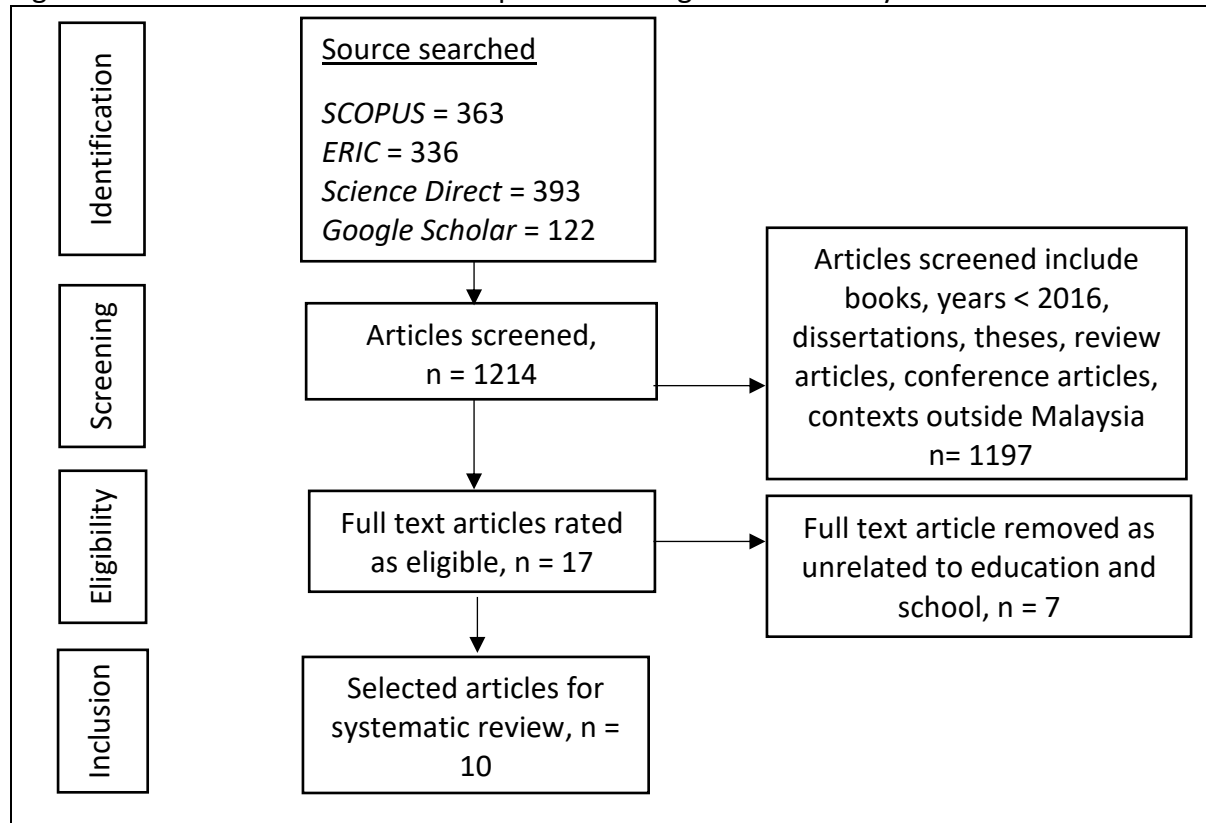 Identification
Source searched
SCOPUS = 363
ERIC = 336
Science Direct = 393
Google Scholar = 122
Screening
Articles screened,
n = 1214
Articles screened include
books, years < 2016,
dissertations, theses, review
articles, conference articles,
contexts outside Malaysia
n= 1197
Eligibility
Full text articles rated
as eligible, n = 17
Full text article removed as
unrelated to education and
school, n = 7
Inclusion
Selected articles for
systematic review, n =
10